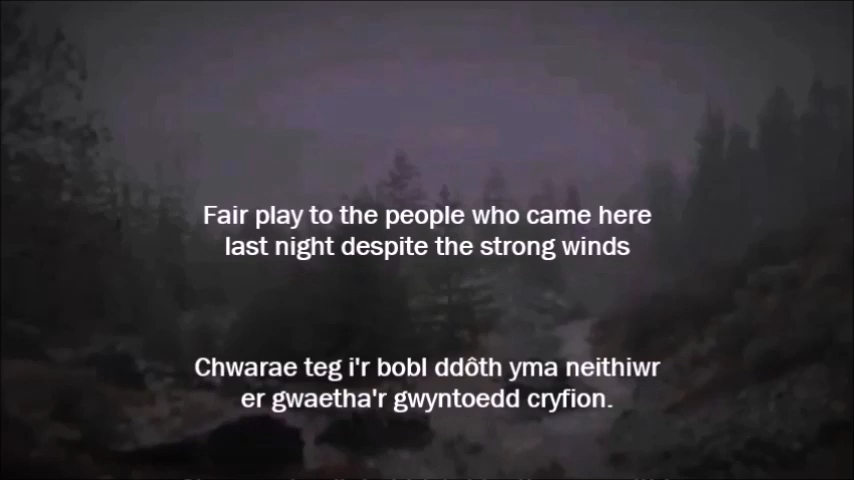 Fair play to the people who came here
last night despite the strong winds
Chwarae teg i'r bobl ddôth yma neithiwr
er gwaetha'r gwyntoedd cryfion.